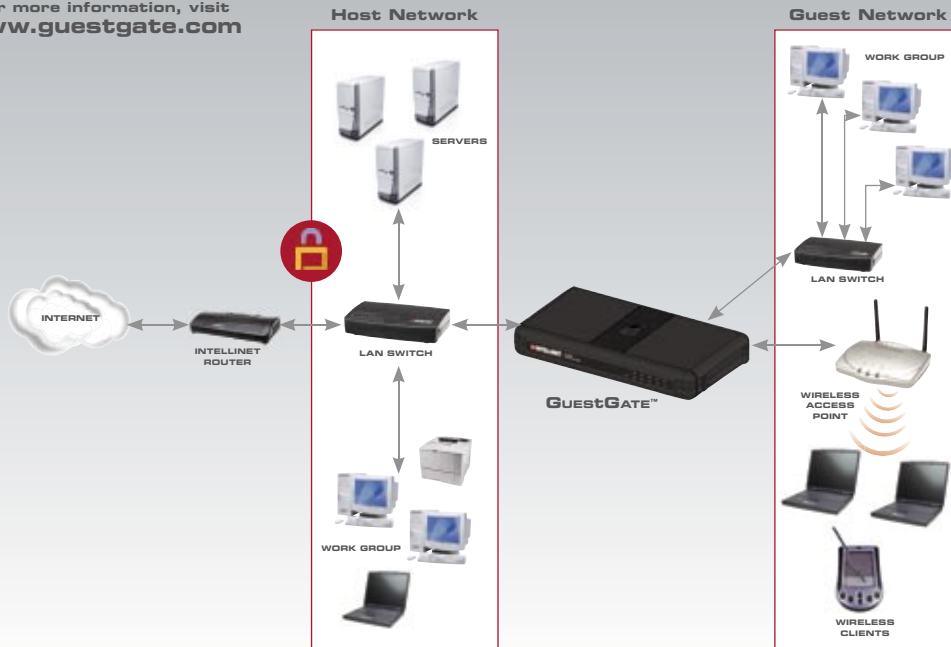 r more information, visit
ww.guestgate.com
Host Network
Guest Network
WORK GROUP
SERVERS
LAN SWITCH
INTERNET
INTELLINET
ROUTER
LAN SWITCH
INTELLINET
GUESTGATE™
WIRELESS
ACCESS
POINT
WORK GROUP
WIRELESS
CLIENTS